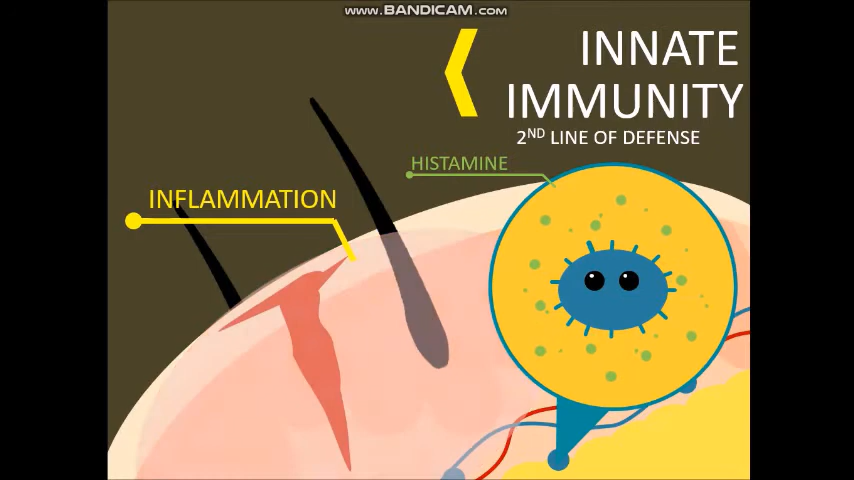 www.BANDICAM.com
INNATE
IMMUNITY
2ND LINE OF DEFENSE
HISTAMINE
INFLAMMATION